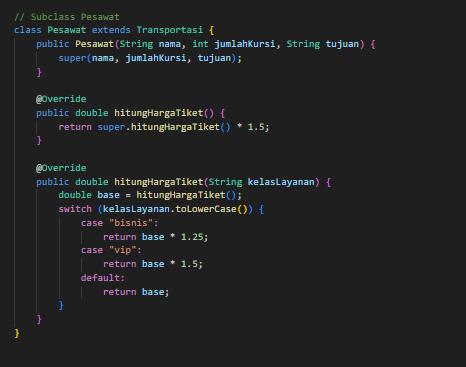 // Subclass Pesawat
class Pesawat extends Transportasi {
    public Pesawat(String nama, int jumlahKursi, String tujuan) {
        super(nama, jumlahKursi, tujuan);
    }

    @Override
    public double hitungHargaTiket() {
        return super.hitungHargaTiket() * 1.5;
    }

    @Override
    public double hitungHargaTiket(String kelasLayanan) {
        double base = hitungHargaTiket();
        switch (kelasLayanan.toLowerCase()) {
            case "bisnis":
                return base * 1.25;
            case "vip":
                return base * 1.5;
            default:
                return base;
        }
    }
}